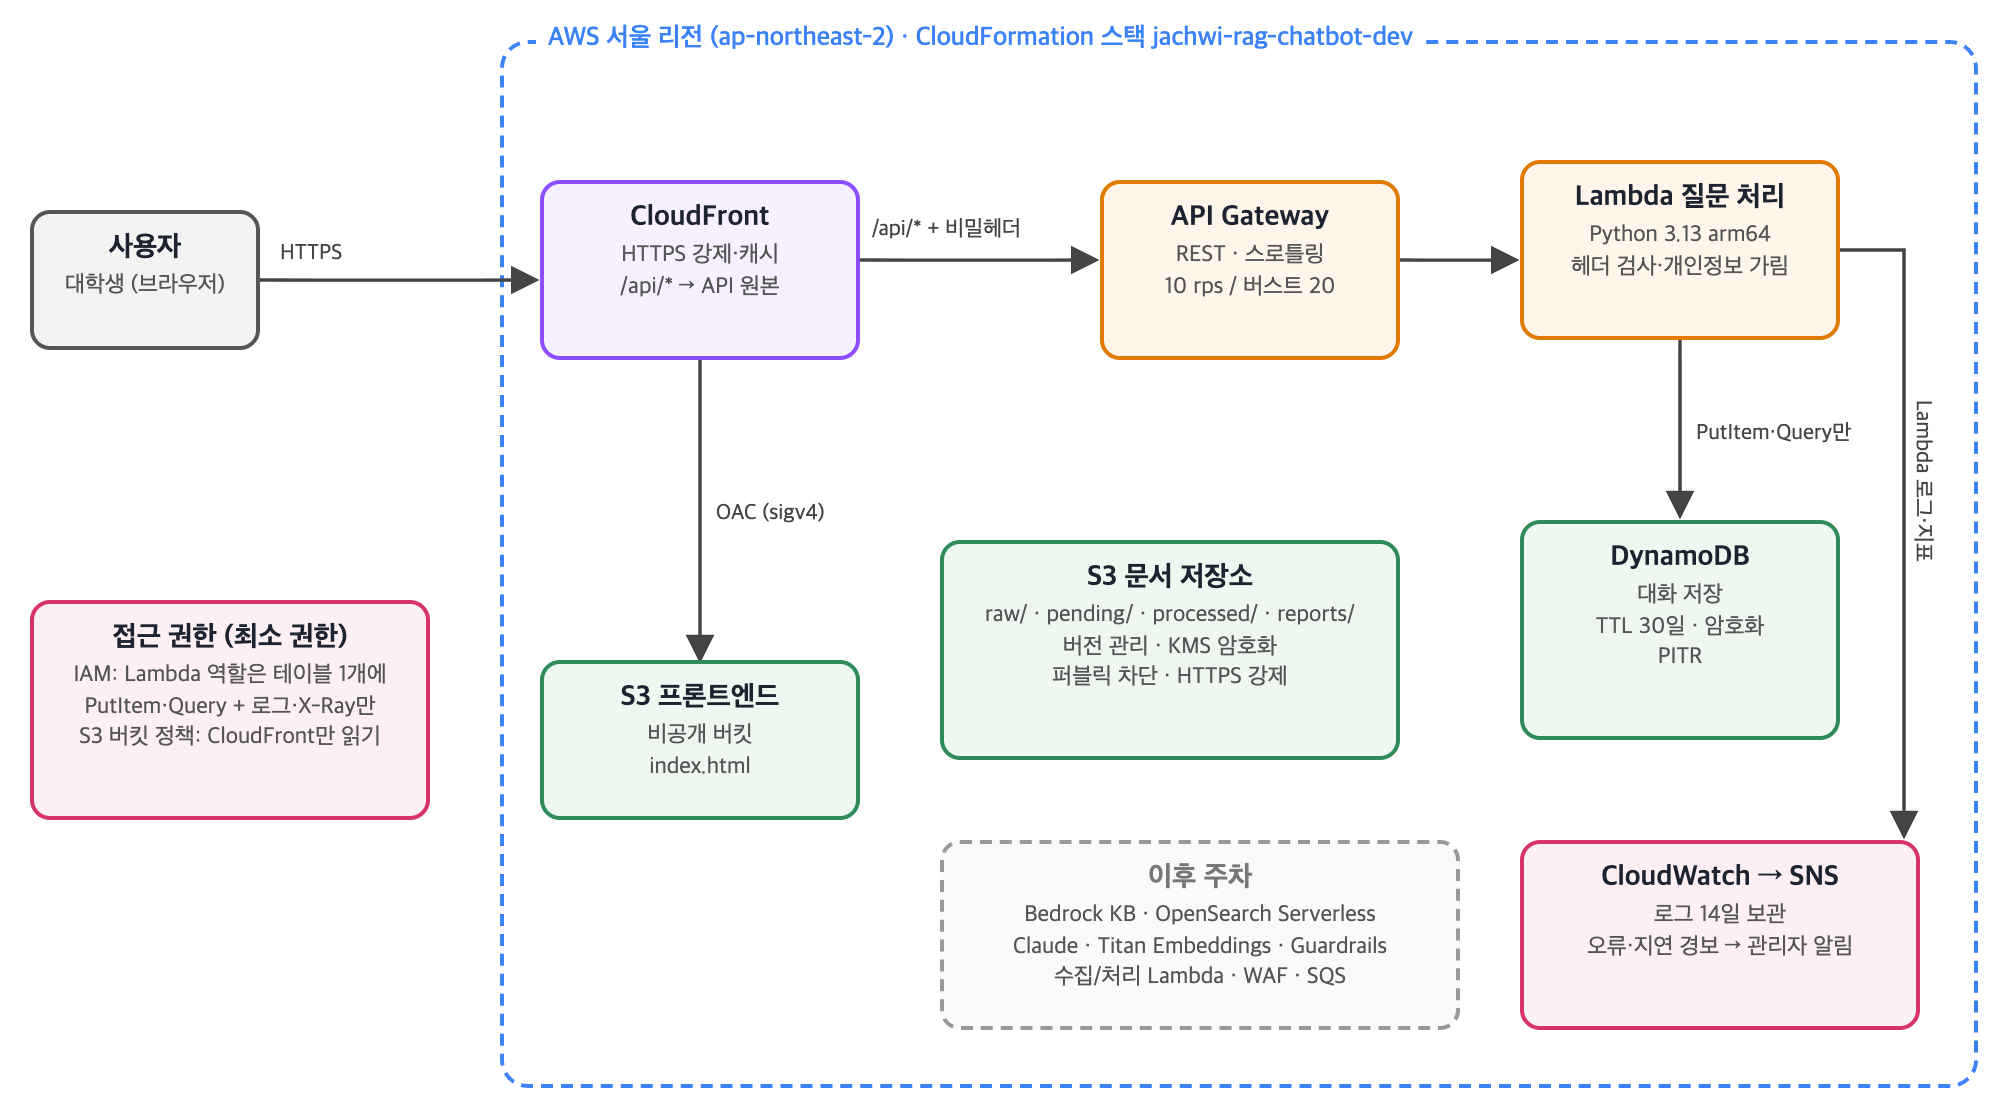 AWS 서울 리전 (ap-northeast-2) · CloudFormation 스택 jachwi-rag-chatbot-dev
사용자
대학생 (브라우저)
HTTPS
CloudFront
HTTPS 강제·캐시
/api/* → API 원본
/api/* + 비밀헤더
API Gateway
REST · 스로틀링
10 rps / 버스트 20
Lambda 질문 처리
Python 3.13 arm64
헤더 검사·개인정보 가림
OAC (sigv4)
PutItem·Query만
Lambda 로그·지표
접근 권한 (최소 권한)
IAM: Lambda 역할은 테이블 1개에
PutItem·Query + 로그·X-Ray만
S3 버킷 정책: CloudFront만 읽기
S3 프론트엔드
비공개 버킷
index.html
S3 문서 저장소
raw/ · pending/ · processed/ · reports/
버전 관리 · KMS 암호화
퍼블릭 차단 · HTTPS 강제
DynamoDB
대화 저장
TTL 30일 · 암호화
PITR
이후 주차
Bedrock KB · OpenSearch Serverless
Claude · Titan Embeddings · Guardrails
수집/처리 Lambda · WAF · SQS
CloudWatch → SNS
로그 14일 보관
오류·지연 경보 → 관리자 알림